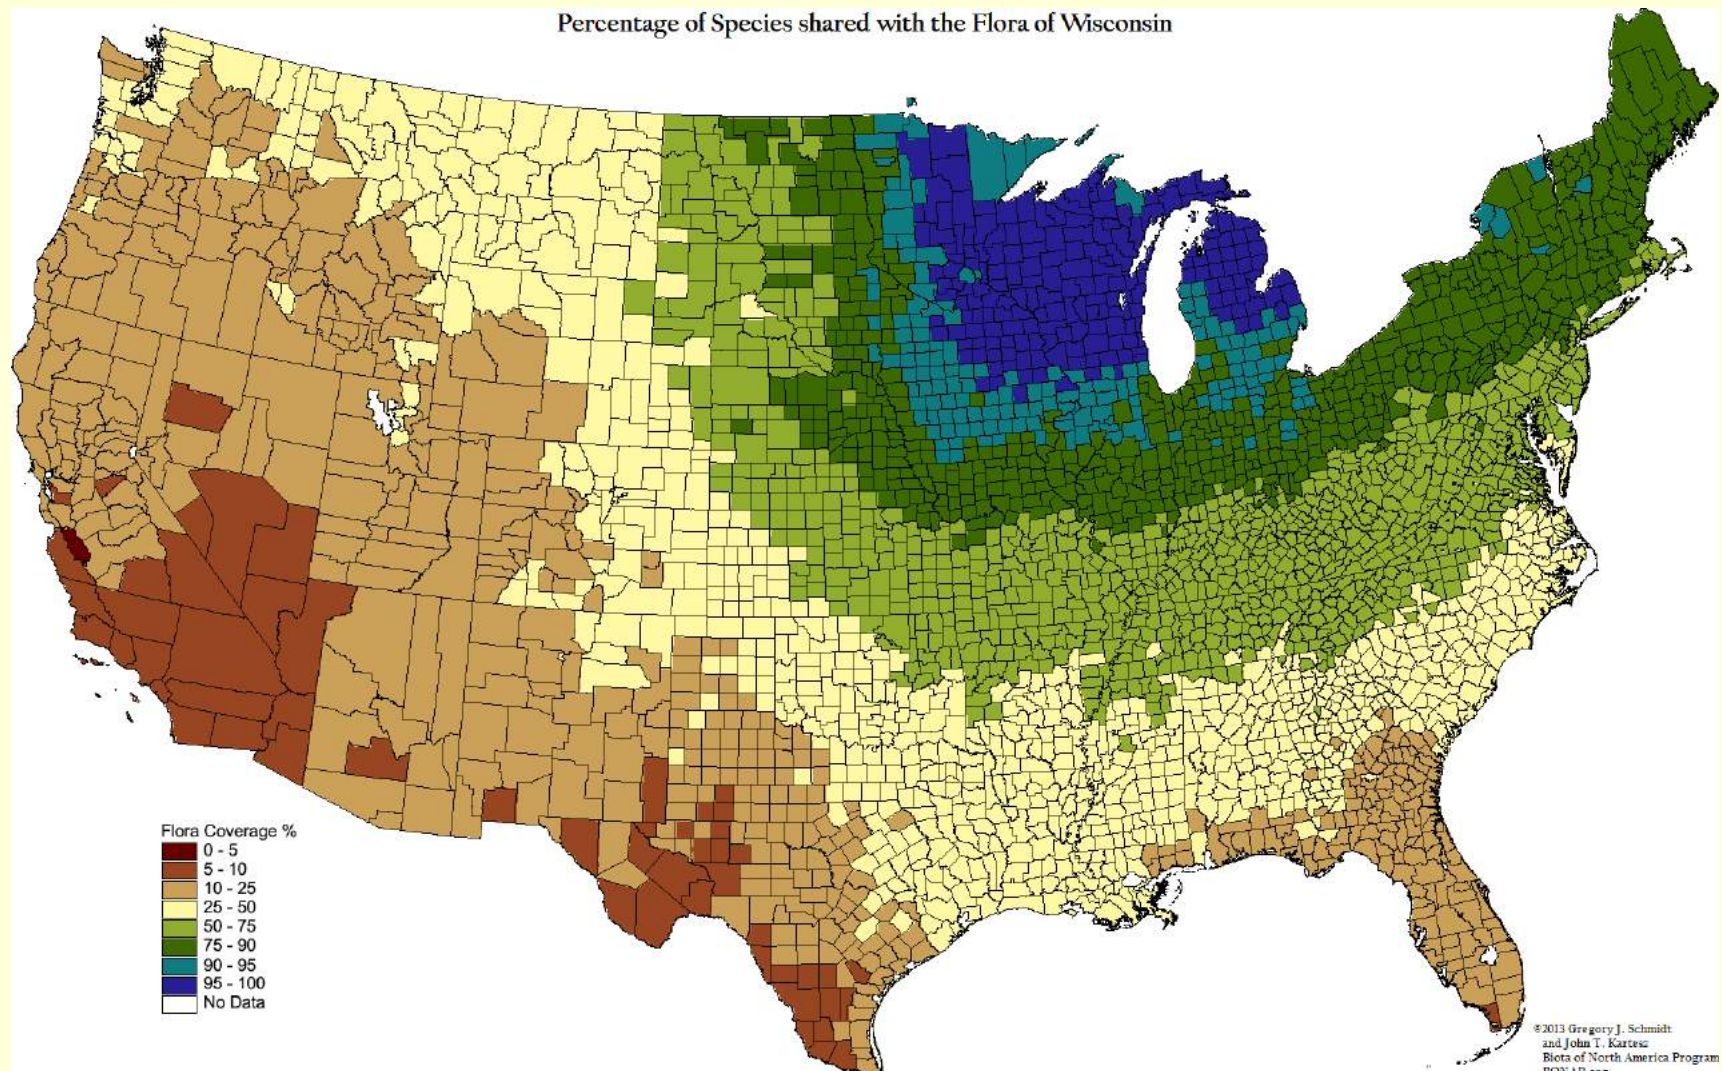 Percentage of Species shared with the Flora of Wisconsin
Flora Coverage %
0 - 5
5 - 10
10 - 25
25 - 50
50 - 75
75 - 90
90 - 95
95 - 100
No Data
©2013 Gregory J. Schmidt
and John T. Kartesz
Biota of North America Program